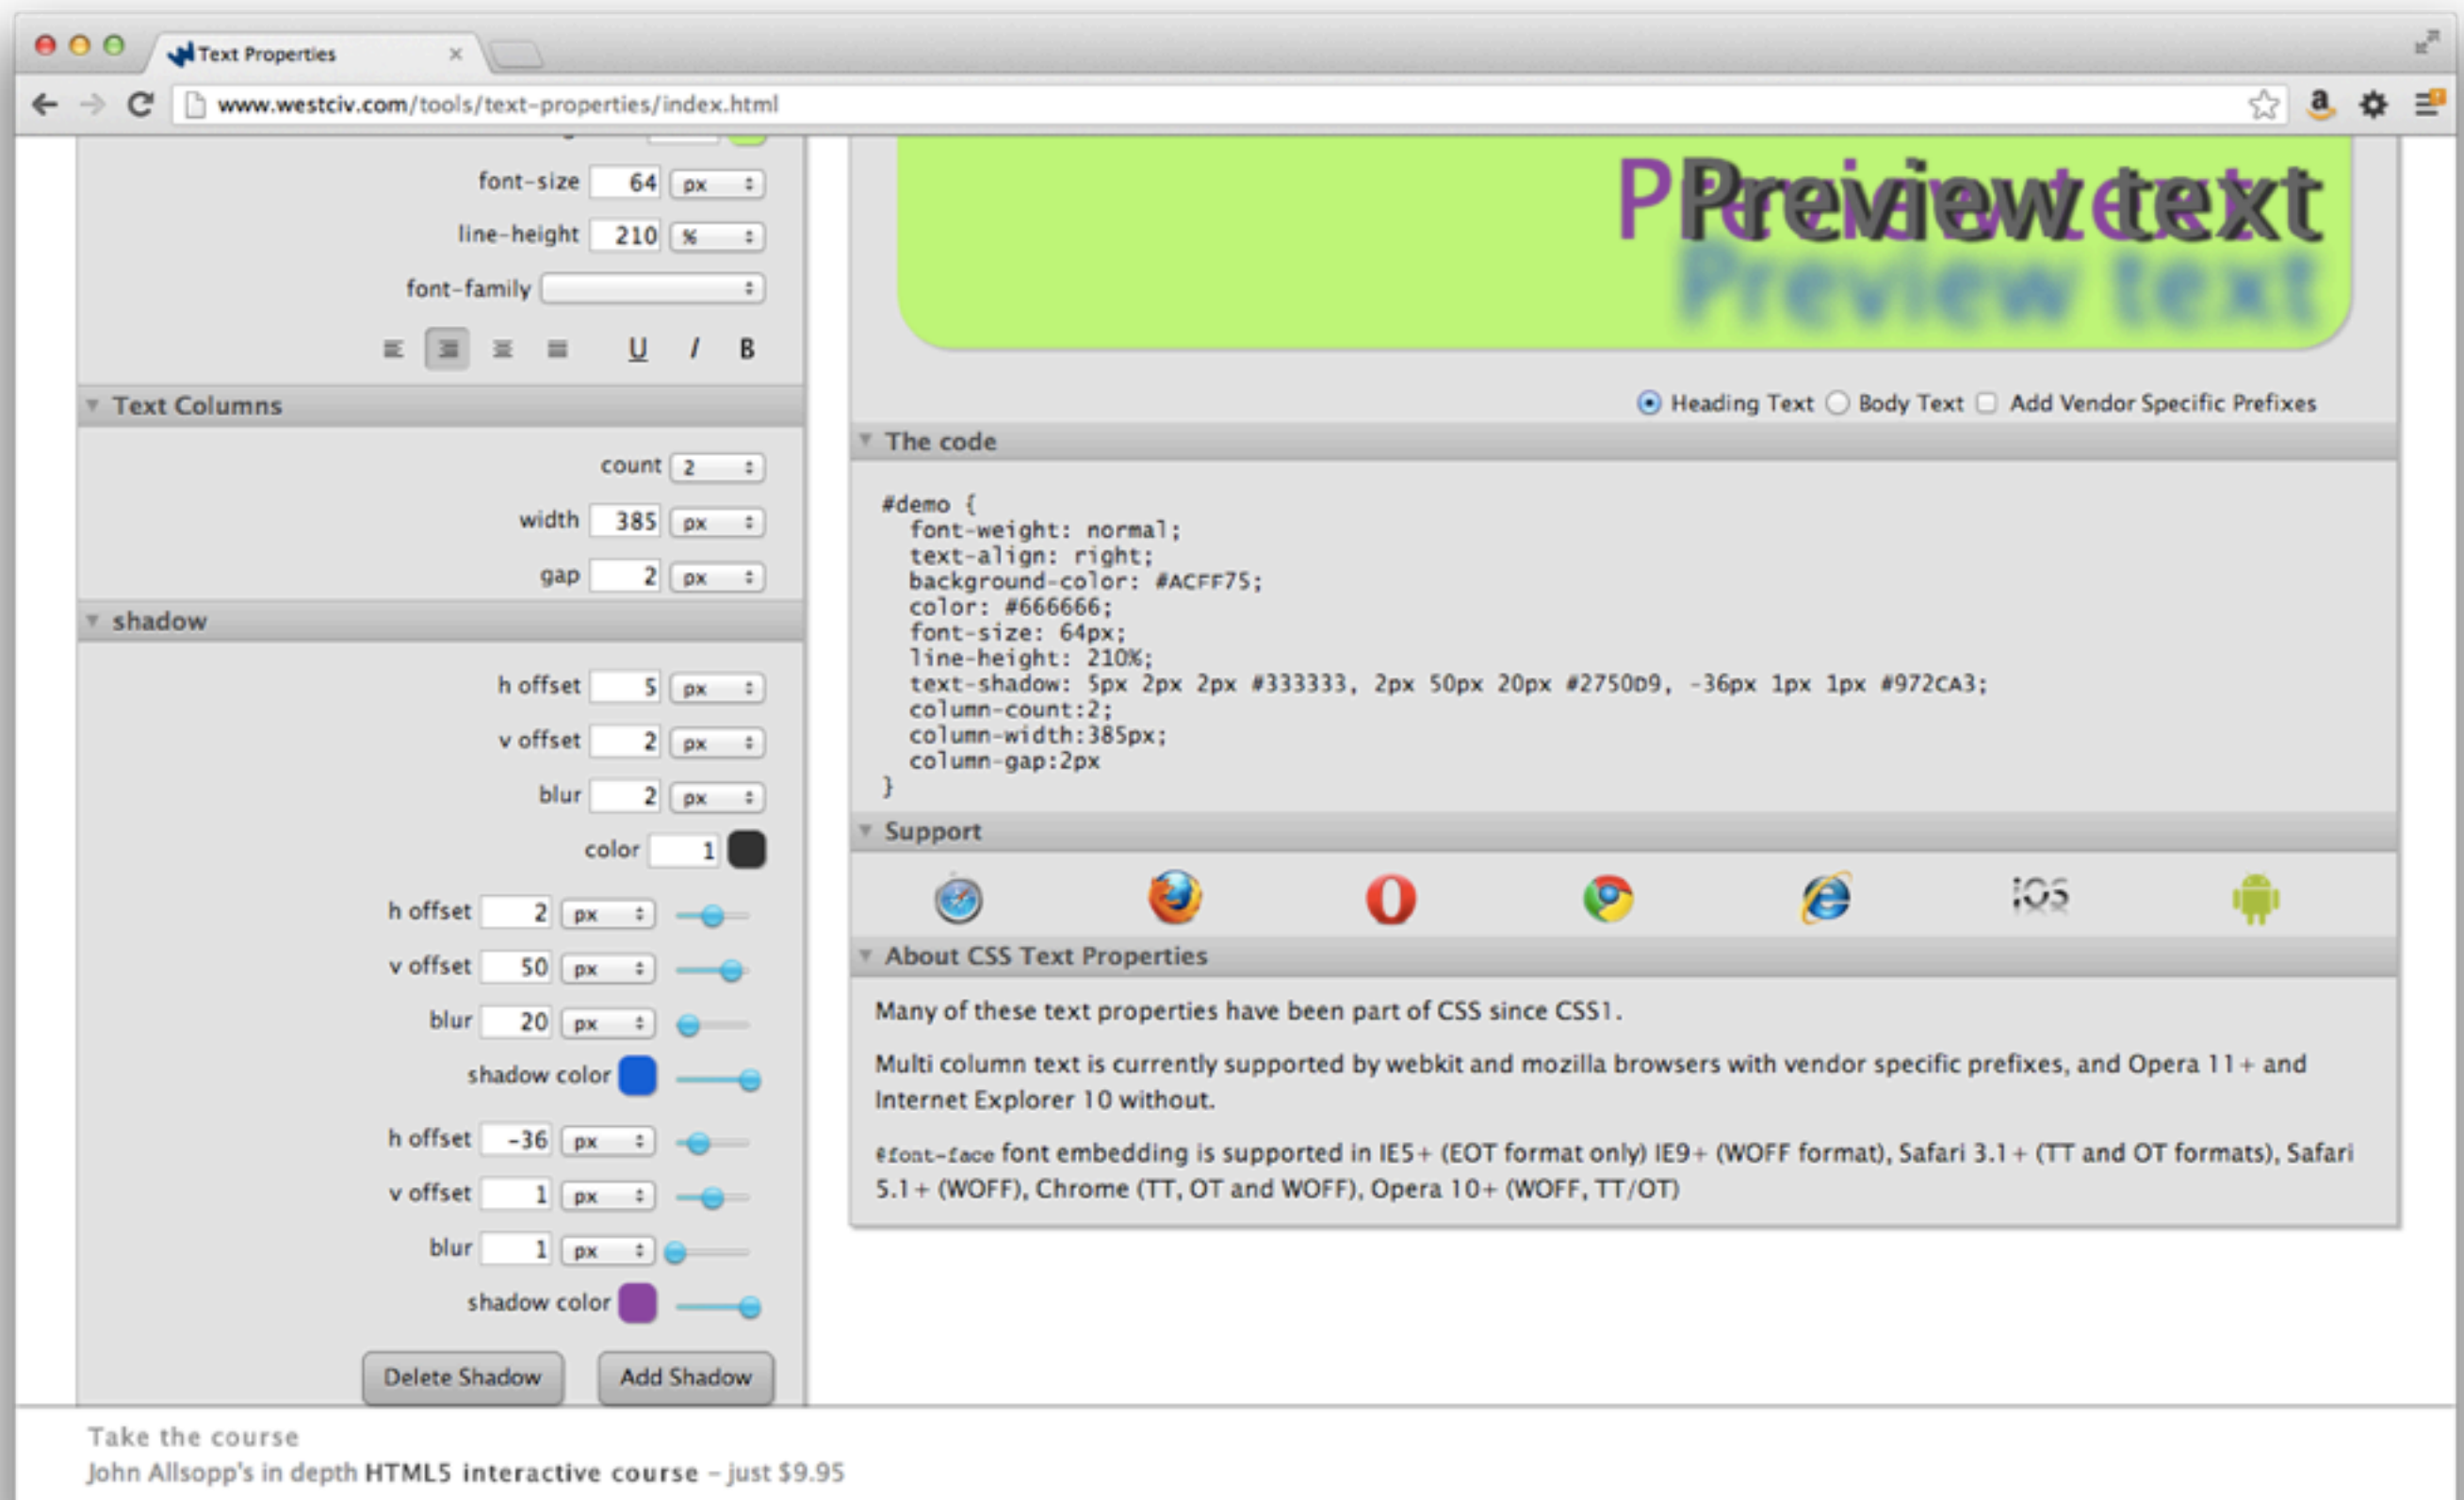 Text Properties
www.westciv.com/tools/text-properties/index.html
font-size 64 px
line-height 210 %
font-family
U I B
Text Columns
count 2
width 385 px
gap 2 px
shadow
h offset 5 px
v offset 2 px
blur 2 px
color 1
h offset 2 px
v offset 50 px
blur 20 px
shadow color
h offset -36 px
v offset 1 px
blur 1 px
shadow color
Delete Shadow Add Shadow
Preview text
Preview text
Preview text
Heading Text Body Text Add Vendor Specific Prefixes
The code
#demo {
font-weight: normal;
text-align: right;
background-color: #ACFF75;
color: #666666;
font-size: 64px;
line-height: 210%;
text-shadow: 5px 2px 2px #333333, 2px 50px 20px #2750D9, -36px 1px 1px #972CA3;
column-count:2;
column-width:385px;
column-gap:2px
}
Support
iOS
About CSS Text Properties
Many of these text properties have been part of CSS since CSS1.
Multi column text is currently supported by webkit and mozilla browsers with vendor specific prefixes, and Opera 11+ and
Internet Explorer 10 without.
@font-face font embedding is supported in IE5+ (EOT format only) IE9+ (WOFF format), Safari 3.1+ (TT and OT formats), Safari
5.1+ (WOFF), Chrome (TT, OT and WOFF), Opera 10+ (WOFF, TT/OT)
Take the course
John Allsopp's in depth HTML5 interactive course – just $9.95